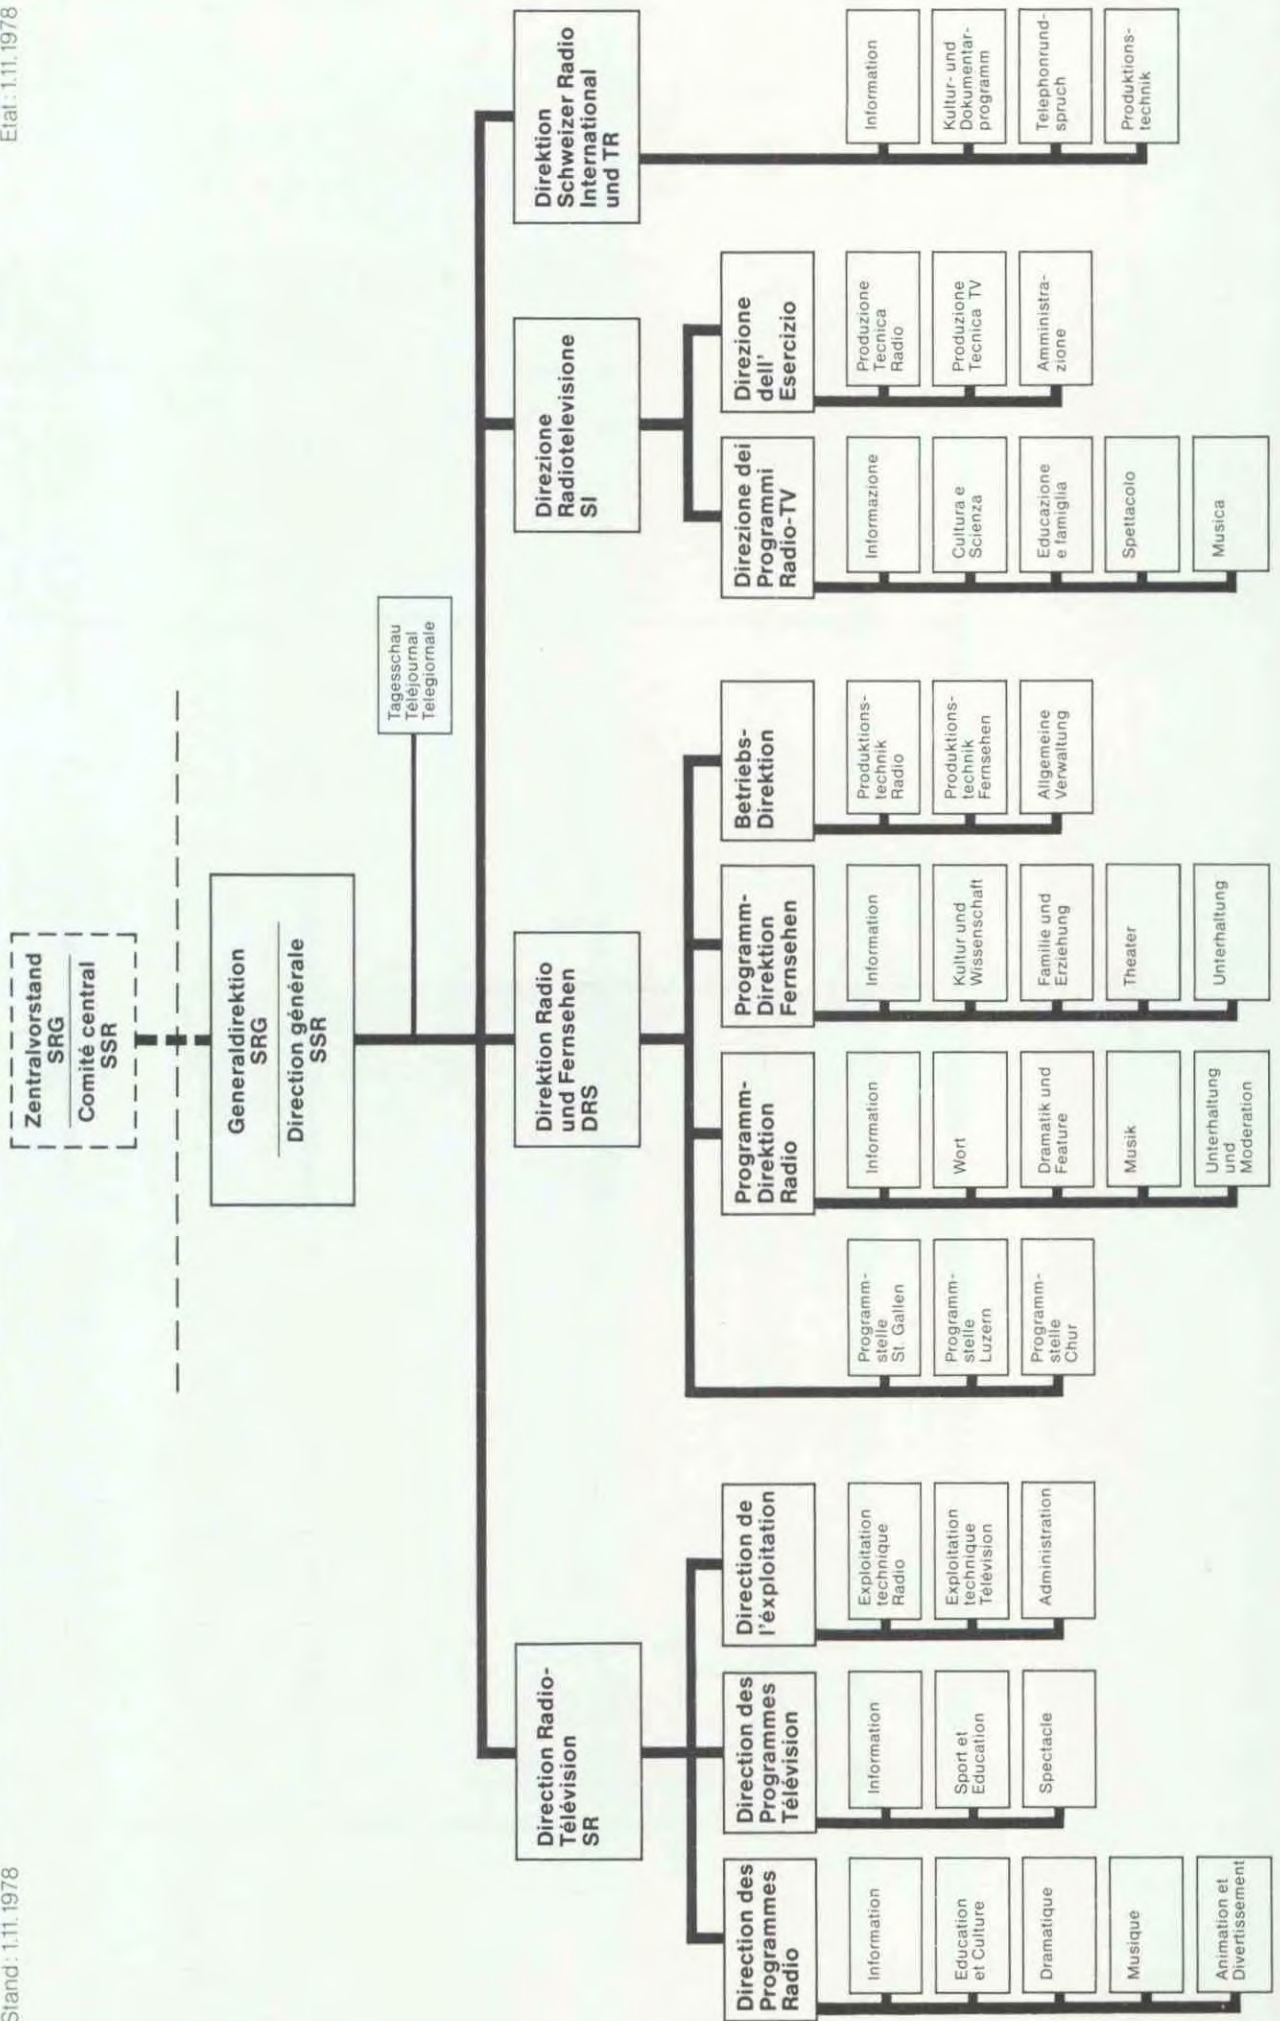 Stand: 1.11.1978
Etat: 1.11.1978
Zentralvorstand
SRG
Comité central
SSR
Generaldirektion
SRG
Direction générale
SSR
Tagesschau
Téléjournal
Telegiornale
Direction Radio-
Télévision
SR
Direktion Radio
und Fernsehen
DRS
Direzione
Radiotelevisione
SI
Direktion
Schweizer Radio
International
und TR
Direction des
Programmes
Radio
Information
Education
et Culture
Dramatique
Musique
Animation et
Divertissement
Direction des
Programmes
Télévision
Information
Sport et
Education
Spectacle
Direction de
l'éxploitation
Exploitation
technique
Radio
Exploitation
technique
Télévision
Administration
Programm-
stelle
St. Gallen
Programm-
stelle
Luzern
Programm-
stelle
Chur
Programm-
Direktion
Radio
Information
Wort
Dramatik und
Feature
Musik
Unterhaltung
und
Moderation
Programm-
Direktion
Fernsehen
Information
Kultur und
Wissenschaft
Familie und
Erziehung
Theater
Unterhaltung
Betriebs-
Direktion
Produktions-
technik
Radio
Produktions-
technik
Fernsehen
Allgemeine
Verwaltung
Direzione dei
Programmi
Radio-TV
Informazione
Cultura e
Scienza
Educazione
e famiglia
Spettacolo
Musica
Direzione
dell'
Esercizio
Produzione
Tecnica
Radio
Produzione
Tecnica TV
Amministra-
zione
Information
Kultur- und
Dokumentar-
programm
Telephonrund-
spruch
Produktions-
technik